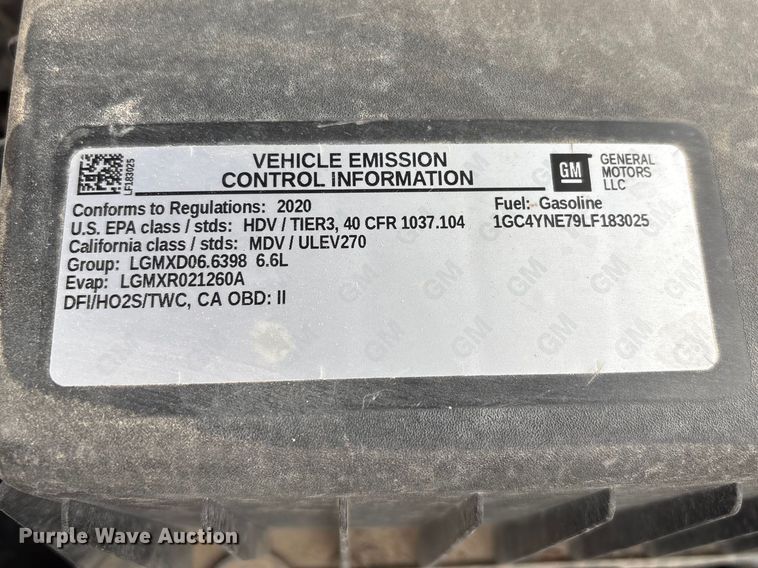 LF183025
VEHICLE EMISSION
CONTROL INFORMATION
GM
GENERAL
MOTORS
LLC
Conforms to Regulations: 2020
Fuel: Gasoline
U.S. EPA class / stds: HDV / TIER3, 40 CFR 1037.104
1GC4YNE79LF183025
California class / stds: MDV / ULEV270
Group: LGMXD06.6398 6.6L
Evap: LGMXR021260A
DFI/HO2S/TWC, CA OBD: II
Purple Wave Auction